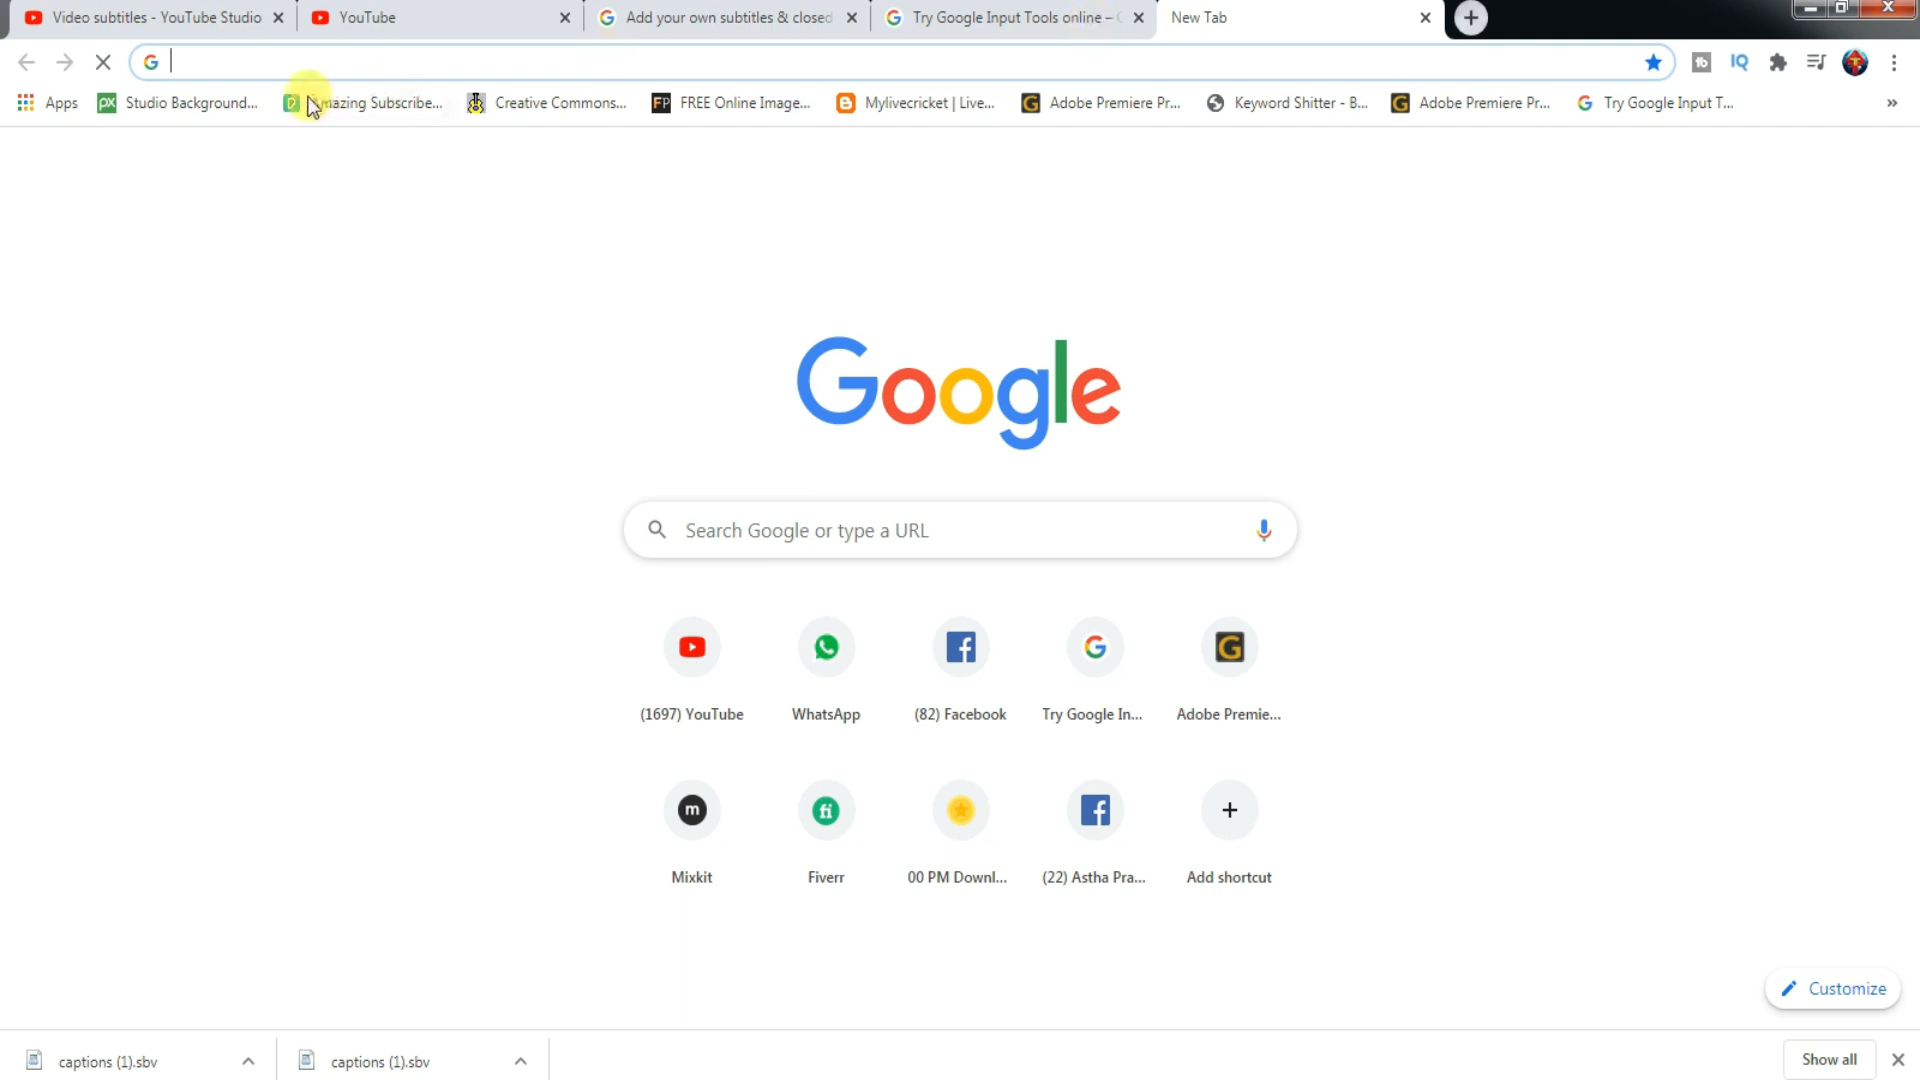 Video subtitles - YouTube Studio
YouTube
Add your own subtitles & closed
Try Google Input Tools online –
New Tab
Apps
Studio Background...
Amazing Subscribe...
Creative Commons...
FREE Online Image...
Mylivecricket | Live...
Adobe Premiere Pr...
Keyword Shitter - B...
Adobe Premiere Pr...
Try Google Input T...
Google
Search Google or type a URL
(1697) YouTube
WhatsApp
(82) Facebook
Try Google In...
Adobe Premie...
Mixkit
Fiverr
00 PM Downl...
(22) Astha Pra...
Add shortcut
Customize
captions (1).sbv
captions (1).sbv
Show all